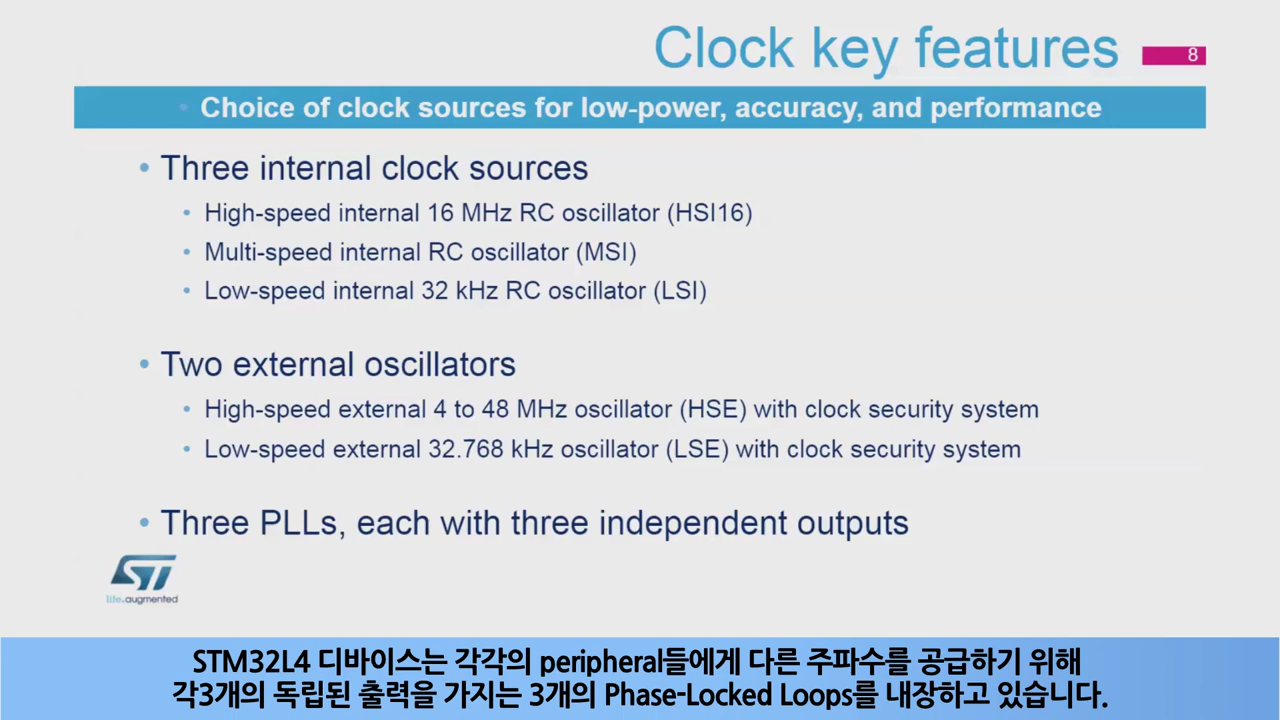 Clock key features
8
• Choice of clock sources for low-power, accuracy, and performance
• Three internal clock sources
• High-speed internal 16 MHz RC oscillator (HSI16)
• Multi-speed internal RC oscillator (MSI)
• Low-speed internal 32 kHz RC oscillator (LSI)
• Two external oscillators
• High-speed external 4 to 48 MHz oscillator (HSE) with clock security system
• Low-speed external 32.768 kHz oscillator (LSE) with clock security system
• Three PLLs, each with three independent outputs
ST
life.augmented
STM32L4 디바이스는 각각의 peripheral들에게 다른 주파수를 공급하기 위해
각3개의 독립된 출력을 가지는 3개의 Phase-Locked Loops를 내장하고 있습니다.